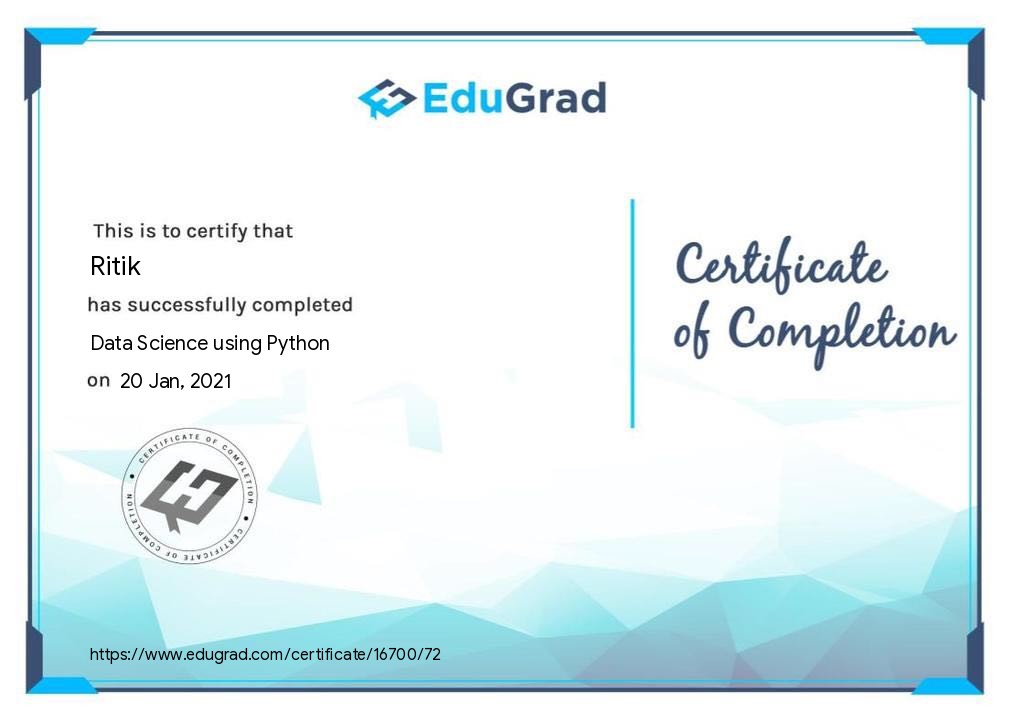 EduGrad
This is to certify that
Ritik
has successfully completed
Data Science using Python
on 20 Jan, 2021
Certificate
of Completion
CERTIFICATE OF COMPLETION
CERTIFICATE OF COMPLETION
https://www.edugrad.com/certificate/16700/72